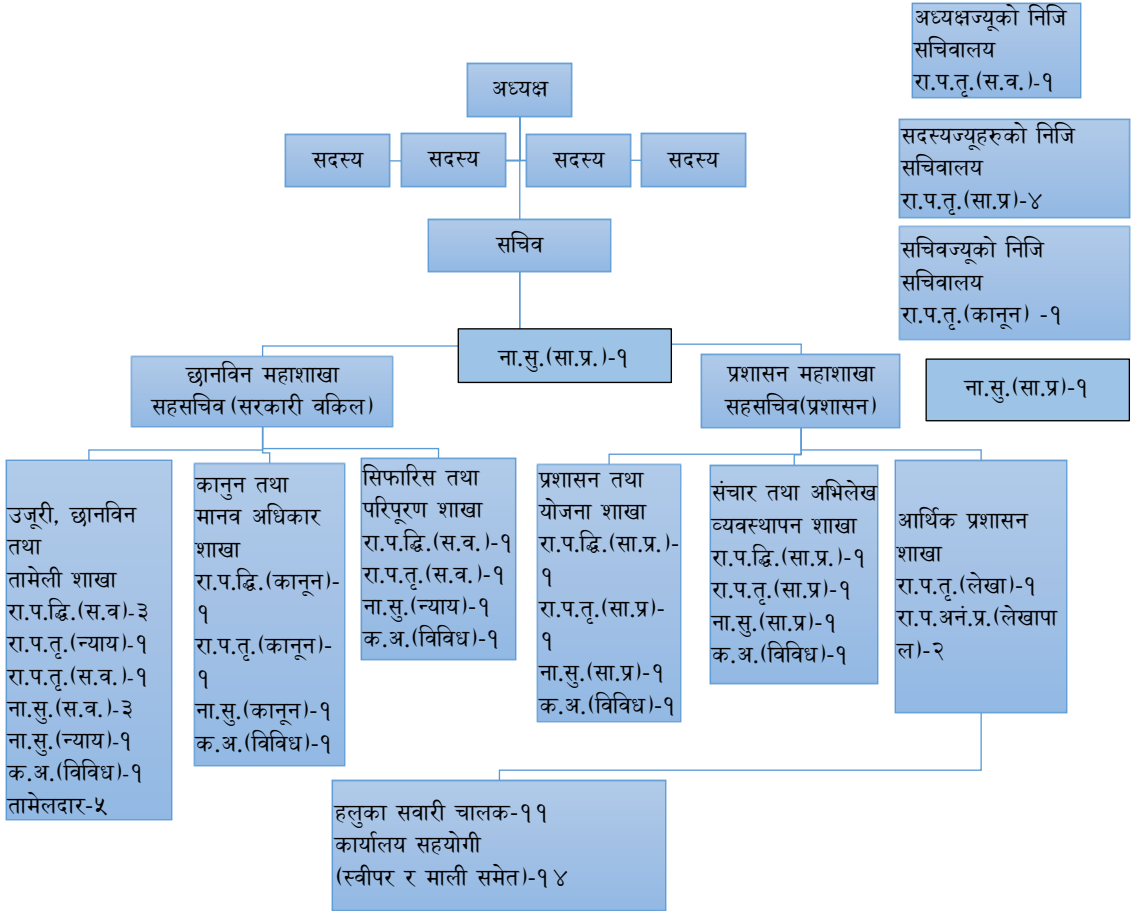 अध्यक्षज्यूको निजि
सचिवालय
रा.प.तृ.(स.व.)-१
अध्यक्ष
सदस्य
सदस्य
सदस्य
सदस्य
सदस्यज्यूहरुको निजि
सचिवालय
रा.प.तृ.(सा.प्र)-४
सचिव
सचिवज्यूको निजि
सचिवालय
रा.प.तृ.(कानून) -१
ना.सु.(सा.प्र.)-१
छानविन महाशाखा
सहसचिव (सरकारी वकिल)
प्रशासन महाशाखा
सहसचिव(प्रशासन)
ना.सु.(सा.प्र)-१
उजूरी, छानविन
तथा
तामेली शाखा
रा.प.द्धि.(स.व)-३
रा.प.तृ.(न्याय)-१
रा.प.तृ.(स.व.)-१
ना.सु.(स.व.)-३
ना.सु.(न्याय)-१
क.अ.(विविध)-१
तामेलदार-५
कानुन तथा
मानव अधिकार
शाखा
रा.प.द्धि.(कानून)-
१
रा.प.तृ.(कानून)-
१
ना.सु.(कानून)-१
क.अ.(विविध)-१
सिफारिस तथा
परिपूरण शाखा
रा.प.द्धि.(स.व.)-१
रा.प.तृ.(स.व.)-१
ना.सु.(न्याय)-१
क.अ.(विविध)-१
प्रशासन तथा
योजना शाखा
रा.प.द्धि.(सा.प्र.)-
१
रा.प.तृ.(सा.प्र)-
१
ना.सु.(सा.प्र)-१
क.अ.(विविध)-१
संचार तथा अभिलेख
व्यवस्थापन शाखा
रा.प.द्धि.(सा.प्र.)-१
रा.प.तृ.(सा.प्र)-१
ना.सु.(सा.प्र)-१
क.अ.(विविध)-१
आर्थिक प्रशासन
शाखा
रा.प.तृ.(लेखा)-१
रा.प.अनं.प्र.(लेखापा
ल)-२
हलुका सवारी चालक-११
कार्यालय सहयोगी
(स्वीपर र माली समेत)-१४